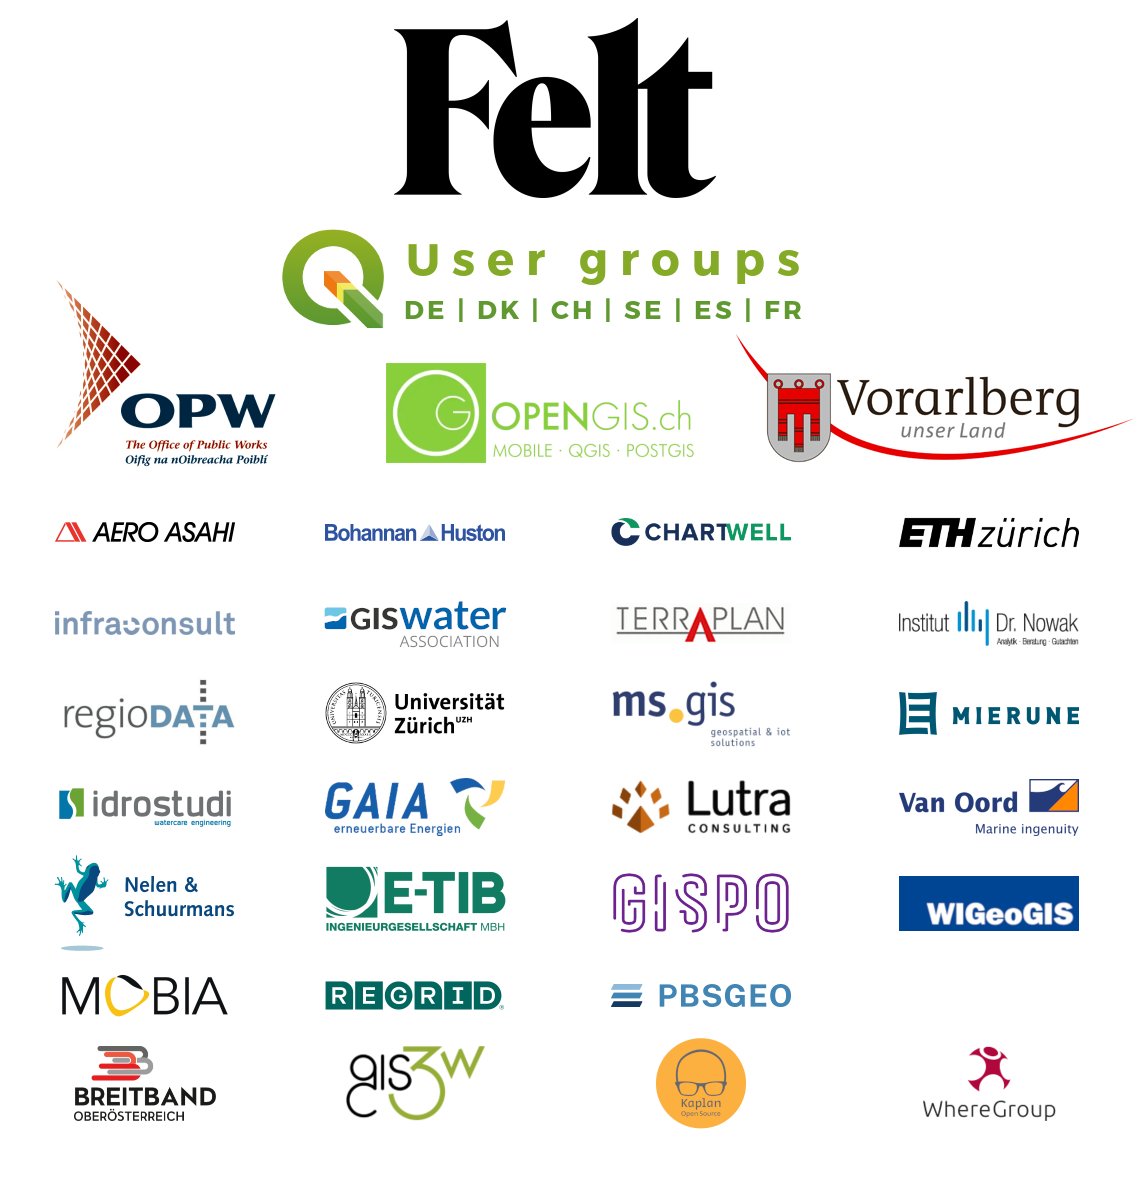 Felt
User groups
DE | DK | CH | SE | ES | FR
OPW
The Office of Public Works
Oifig na nOibreacha Poiblí
G
OPENGIS.ch
MOBILE · QGIS · POSTGIS
Vorarlberg
unser Land
AERO ASAHI
Bohannan Huston
CHARTWELL
ETH zürich
infraconsult
GISwater
ASSOCIATION
TERRAPLAN
Institut Dr. Nowak
Analytik · Beratung · Gutachten
regioDATA
Universität
Zürich UZH
ms.gis
geospatial & iot
solutions
MIERUNE
idrostudi
watercare engineering
GAIA
erneuerbare Energien
Lutra
CONSULTING
Van Oord
Marine ingenuity
Nelen &
Schuurmans
E-TIB
INGENIEURGESELLSCHAFT MBH
GISPO
WIGeoGIS
MOBIA
REGRID®
PBSGEO
BREITBAND
OBERÖSTERREICH
gis3w
Kaplan
Open Source
WhereGroup